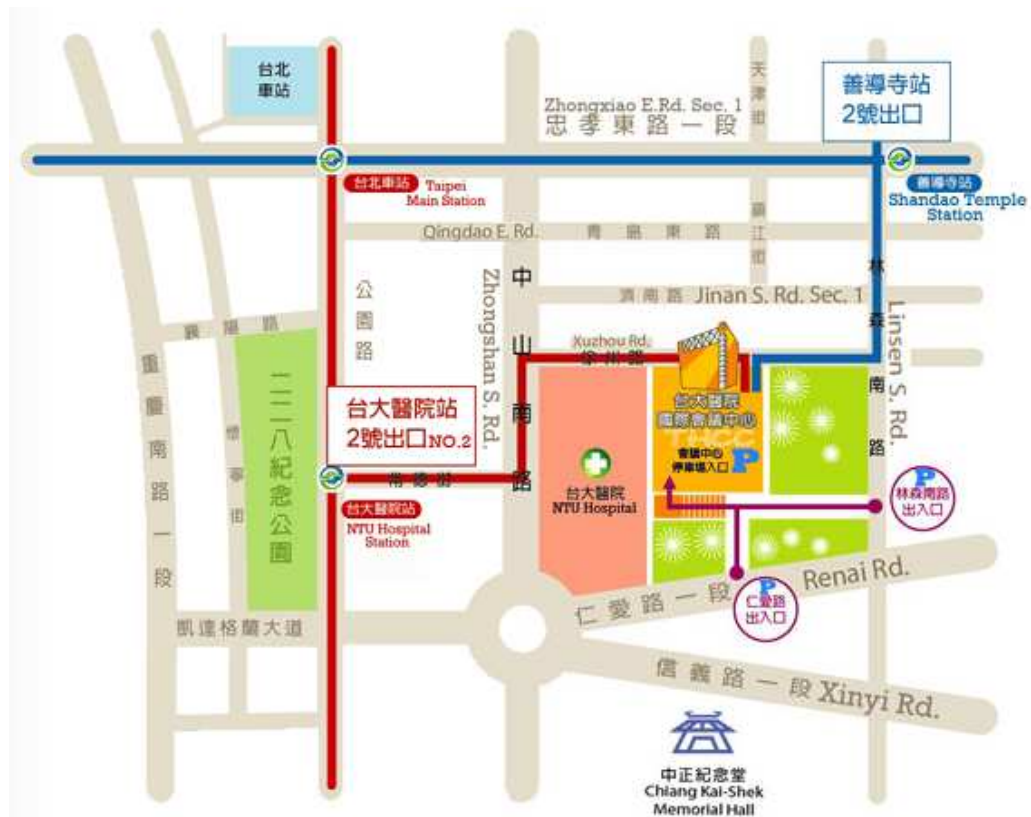 台北
車站
天津街
善導寺站
2號出口
Zhongxiao E.Rd. Sec. 1
忠孝東路一段
台北車站
Taipei
Main Station
善導寺站
Shandao Temple
Station
Qingdao E. Rd.
青島東路
鎮江街
林森南路
Linsen S. Rd.
濟南路 Jinan S. Rd. Sec. 1
公園路
中山南路
Zhongshan S. Rd.
襄陽路
Xuzhou Rd.
徐州路
重慶南路一段
懷寧街
二二八紀念公園
台大醫院站
2號出口NO.2
常德街
台大醫院站
NTU Hospital
Station
台大醫院
NTU Hospital
台大醫院
國際會議中心
THCC
會議中心
停車場入口
P
P
林森南路
出入口
P
仁愛路
出入口
仁愛路一段 Renai Rd.
凱達格蘭大道
信義路一段 Xinyi Rd.
中正紀念堂
Chiang Kai-Shek
Memorial Hall